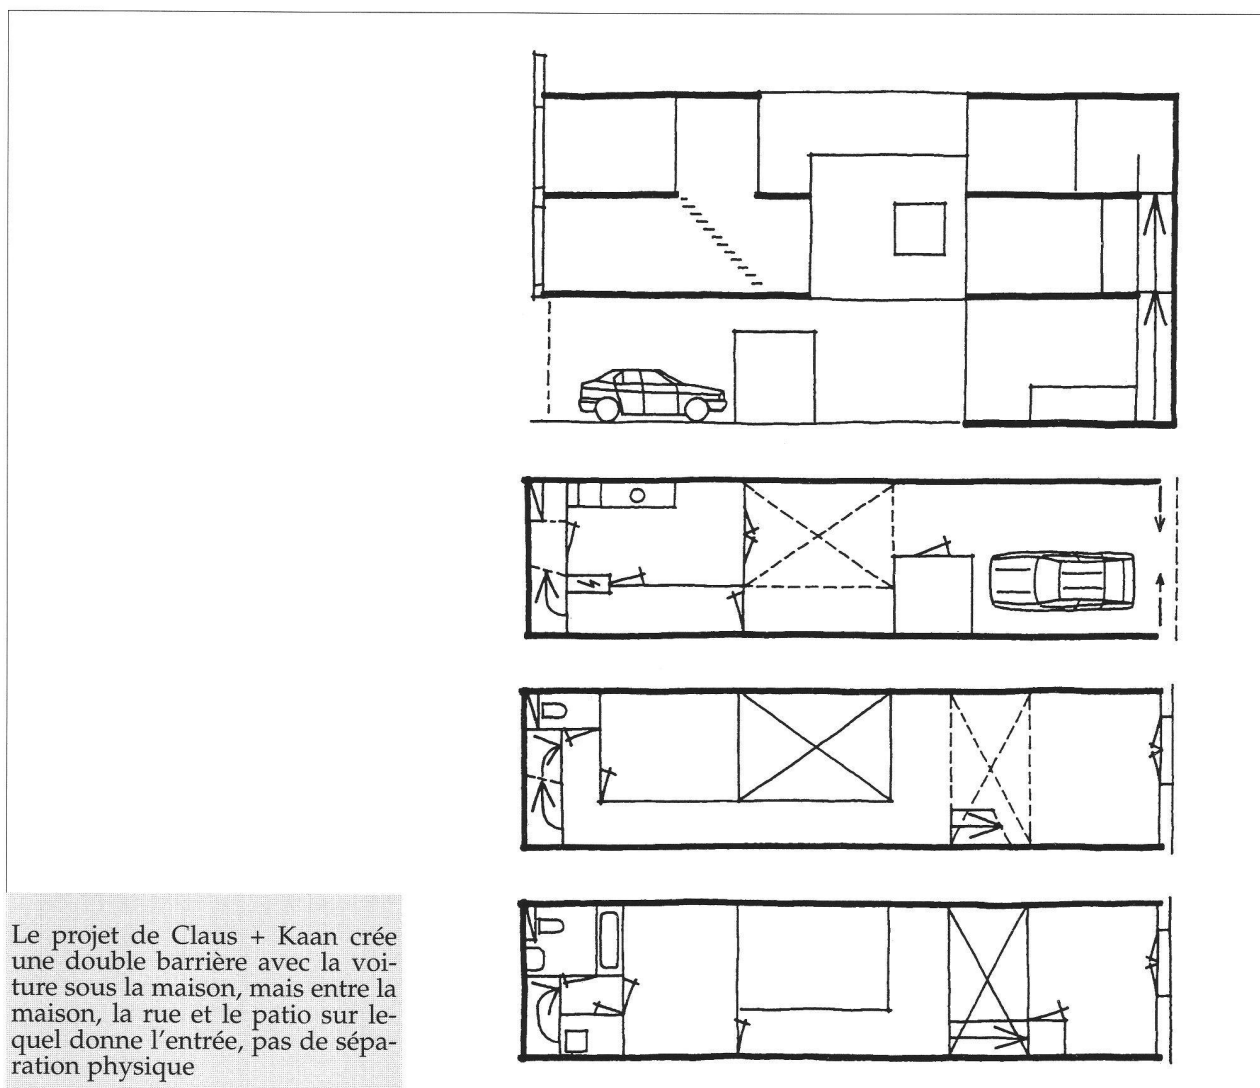 Le projet de Claus + Kaan crée
une double barrière avec la voi-
ture sous la maison, mais entre la
maison, la rue et le patio sur le-
quel donne l'entrée, pas de sépa-
ration physique